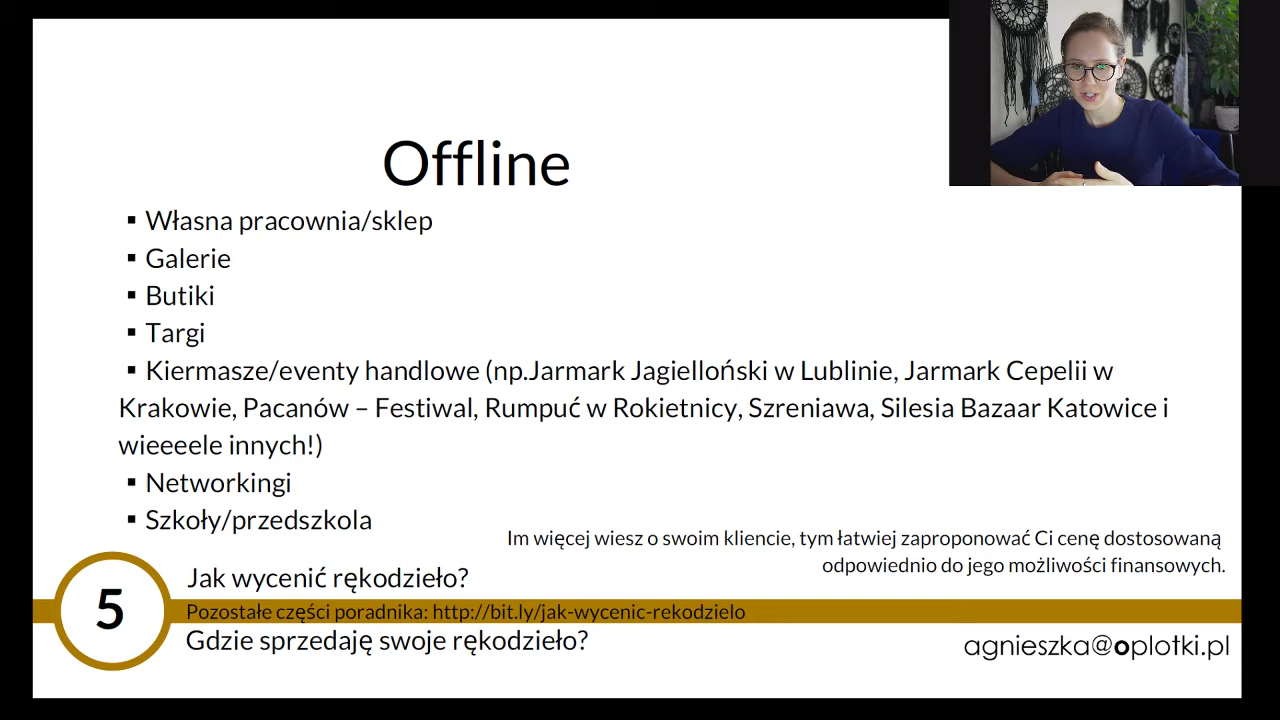 Offline
▪ Własna pracownia/sklep
▪ Galerie
▪ Butiki
▪ Targi
▪ Kiermasze/eventy handlowe (np.Jarmark Jagielloński w Lublinie, Jarmark Cepelii w
Krakowie, Pacanów – Festiwal, Rumpuć w Rokietnicy, Szreniawa, Silesia Bazaar Katowice i
wieeeele innych!)
▪ Networkingi
▪ Szkoły/przedszkola
Im więcej wiesz o swoim kliencie, tym łatwiej zaproponować Ci cenę dostosowaną
odpowiednio do jego możliwości finansowych.
5
Jak wycenić rękodzieło?
Pozostałe części poradnika: http://bit.ly/jak-wycenic-rekodzielo
Gdzie sprzedaję swoje rękodzieło?
agnieszka@oplotki.pl